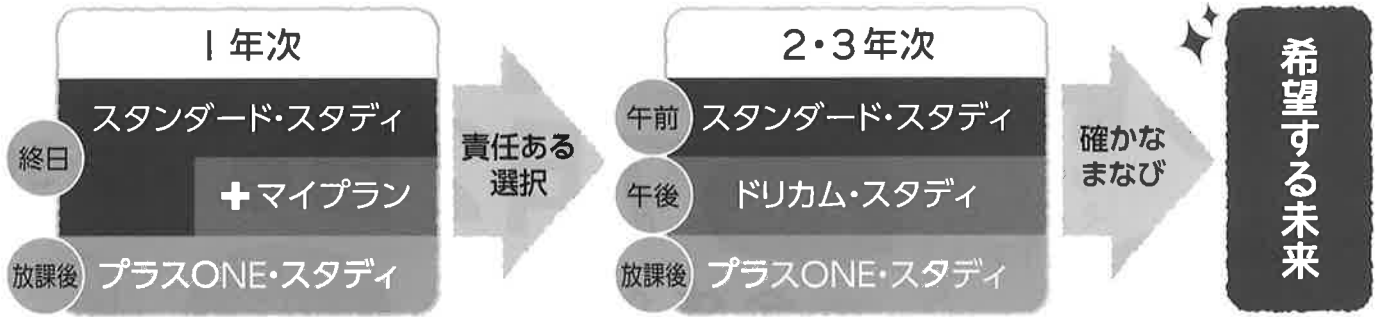 1年次
終日
スタンダード・スタディ
+マイプラン
放課後
プラスONE・スタディ
責任ある
選択
2・3年次
午前
スタンダード・スタディ
午後
ドリカム・スタディ
放課後
プラスONE・スタディ
確かな
まなび
希望する未来